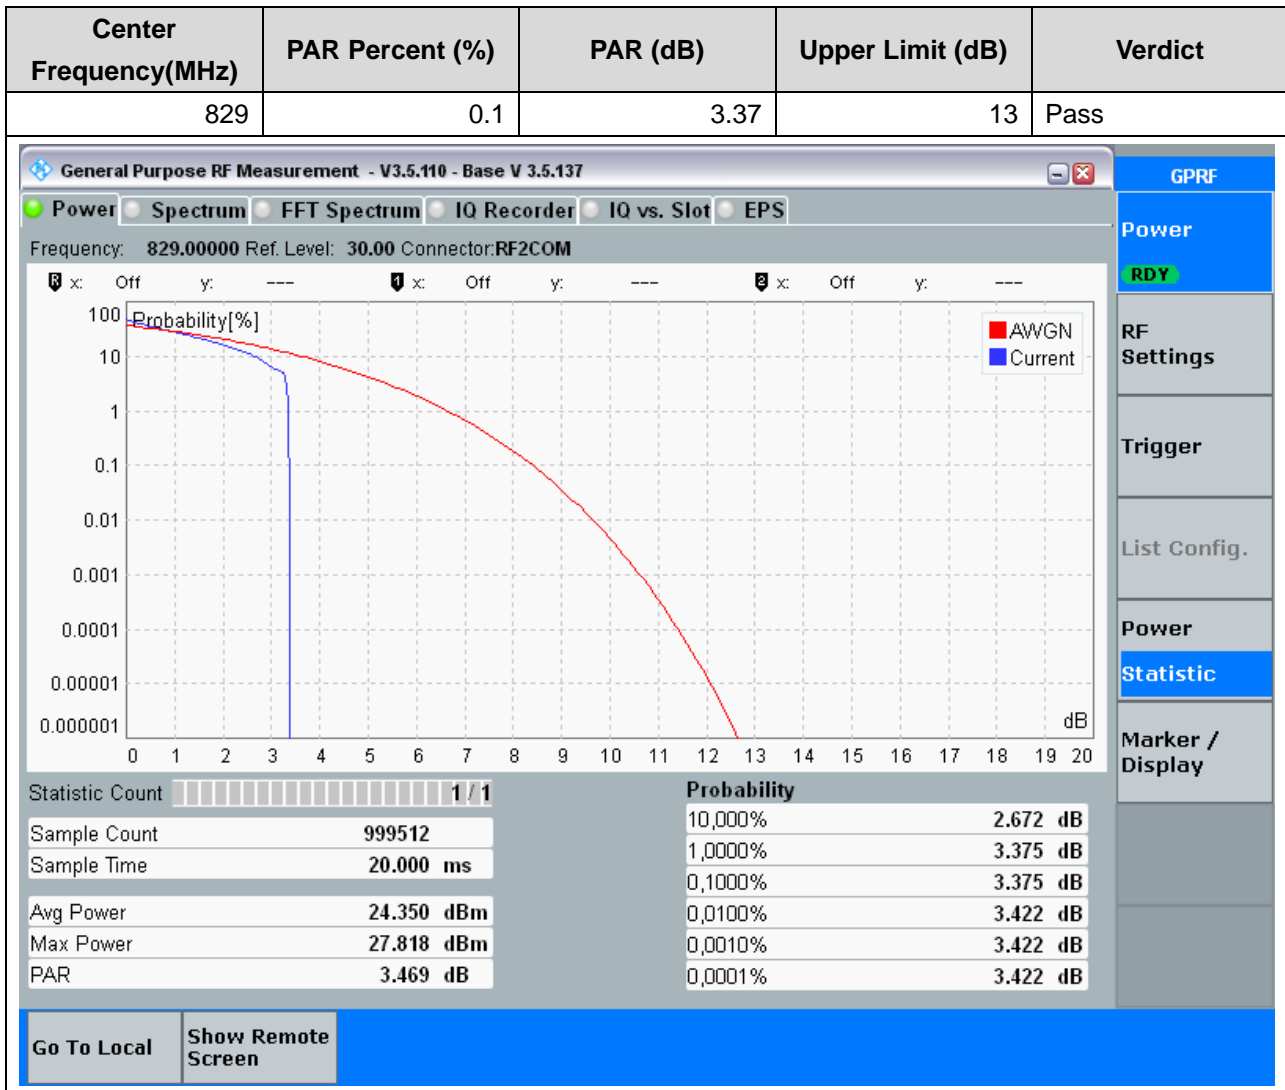 Center Frequency(MHz) PAR Percent (%) PAR (dB) Upper Limit (dB) Verdict
829 0.1 3.37 13 Pass
General Purpose RF Measurement - V3.5.110 - Base V 3.5.137
GPRF
Power Spectrum FFT Spectrum IQ Recorder IQ vs. Slot EPS
Frequency: 829.00000 Ref. Level: 30.00 Connector:RF2COM
R x: Off y: --- 1 x: Off y: --- 2 x: Off y: ---
Probability[%]
100
10
1
0.1
0.01
0.001
0.0001
0.00001
0.000001
AWGN
Current
dB
0 1 2 3 4 5 6 7 8 9 10 11 12 13 14 15 16 17 18 19 20
Statistic Count 1 / 1
Sample Count 999512
Sample Time 20.000 ms
Avg Power 24.350 dBm
Max Power 27.818 dBm
PAR 3.469 dB
Probability
10,000% 2.672 dB
1,0000% 3.375 dB
0,1000% 3.375 dB
0,0100% 3.422 dB
0,0010% 3.422 dB
0,0001% 3.422 dB
Power
RDY
RF
Settings
Trigger
List Config.
Power
Statistic
Marker /
Display
Go To Local
Show Remote
Screen